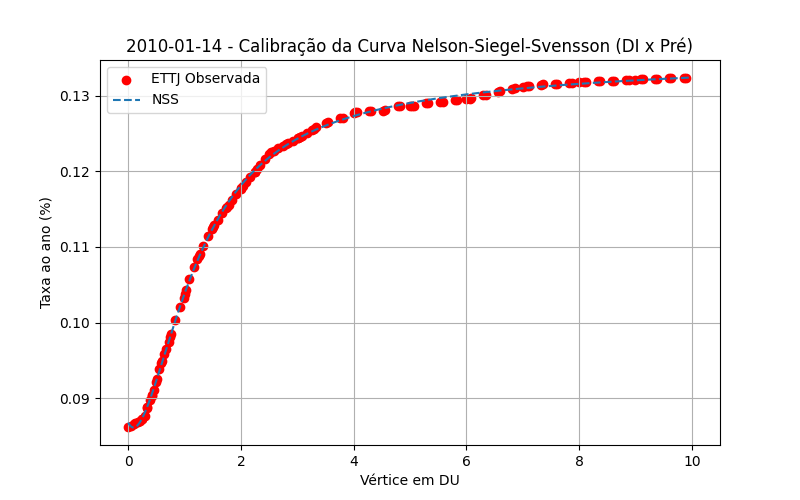 2010-01-14 - Calibração da Curva Nelson-Siegel-Svensson (DI x Pré)
ETTJ Observada
NSS
Taxa ao ano (%)
0.13
0.12
0.11
0.10
0.09
0
2
4
6
8
10
Vértice em DU